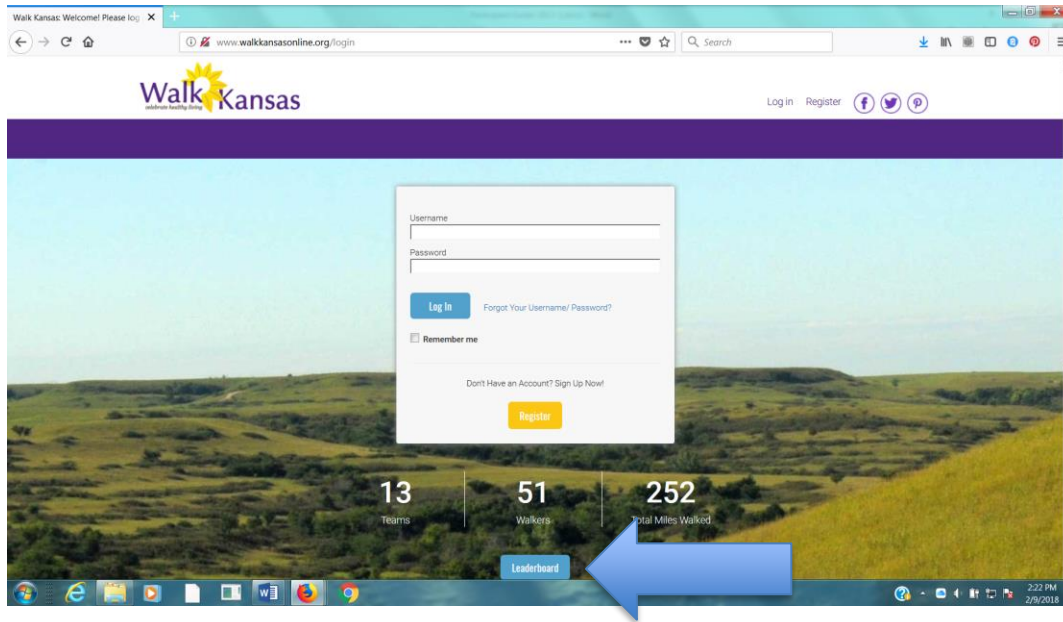 Walk Kansas: Welcome! Please log
www.walkkansasonline.org/login
Search
Walk Kansas
celebrate healthy living
Log in Register
Username
Password
Log In Forgot Your Username/ Password?
Remember me
Don't Have an Account? Sign Up Now!
Register
13 51 252
Teams Walkers Total Miles Walked
Leaderboard
2:22 PM
2/9/2018